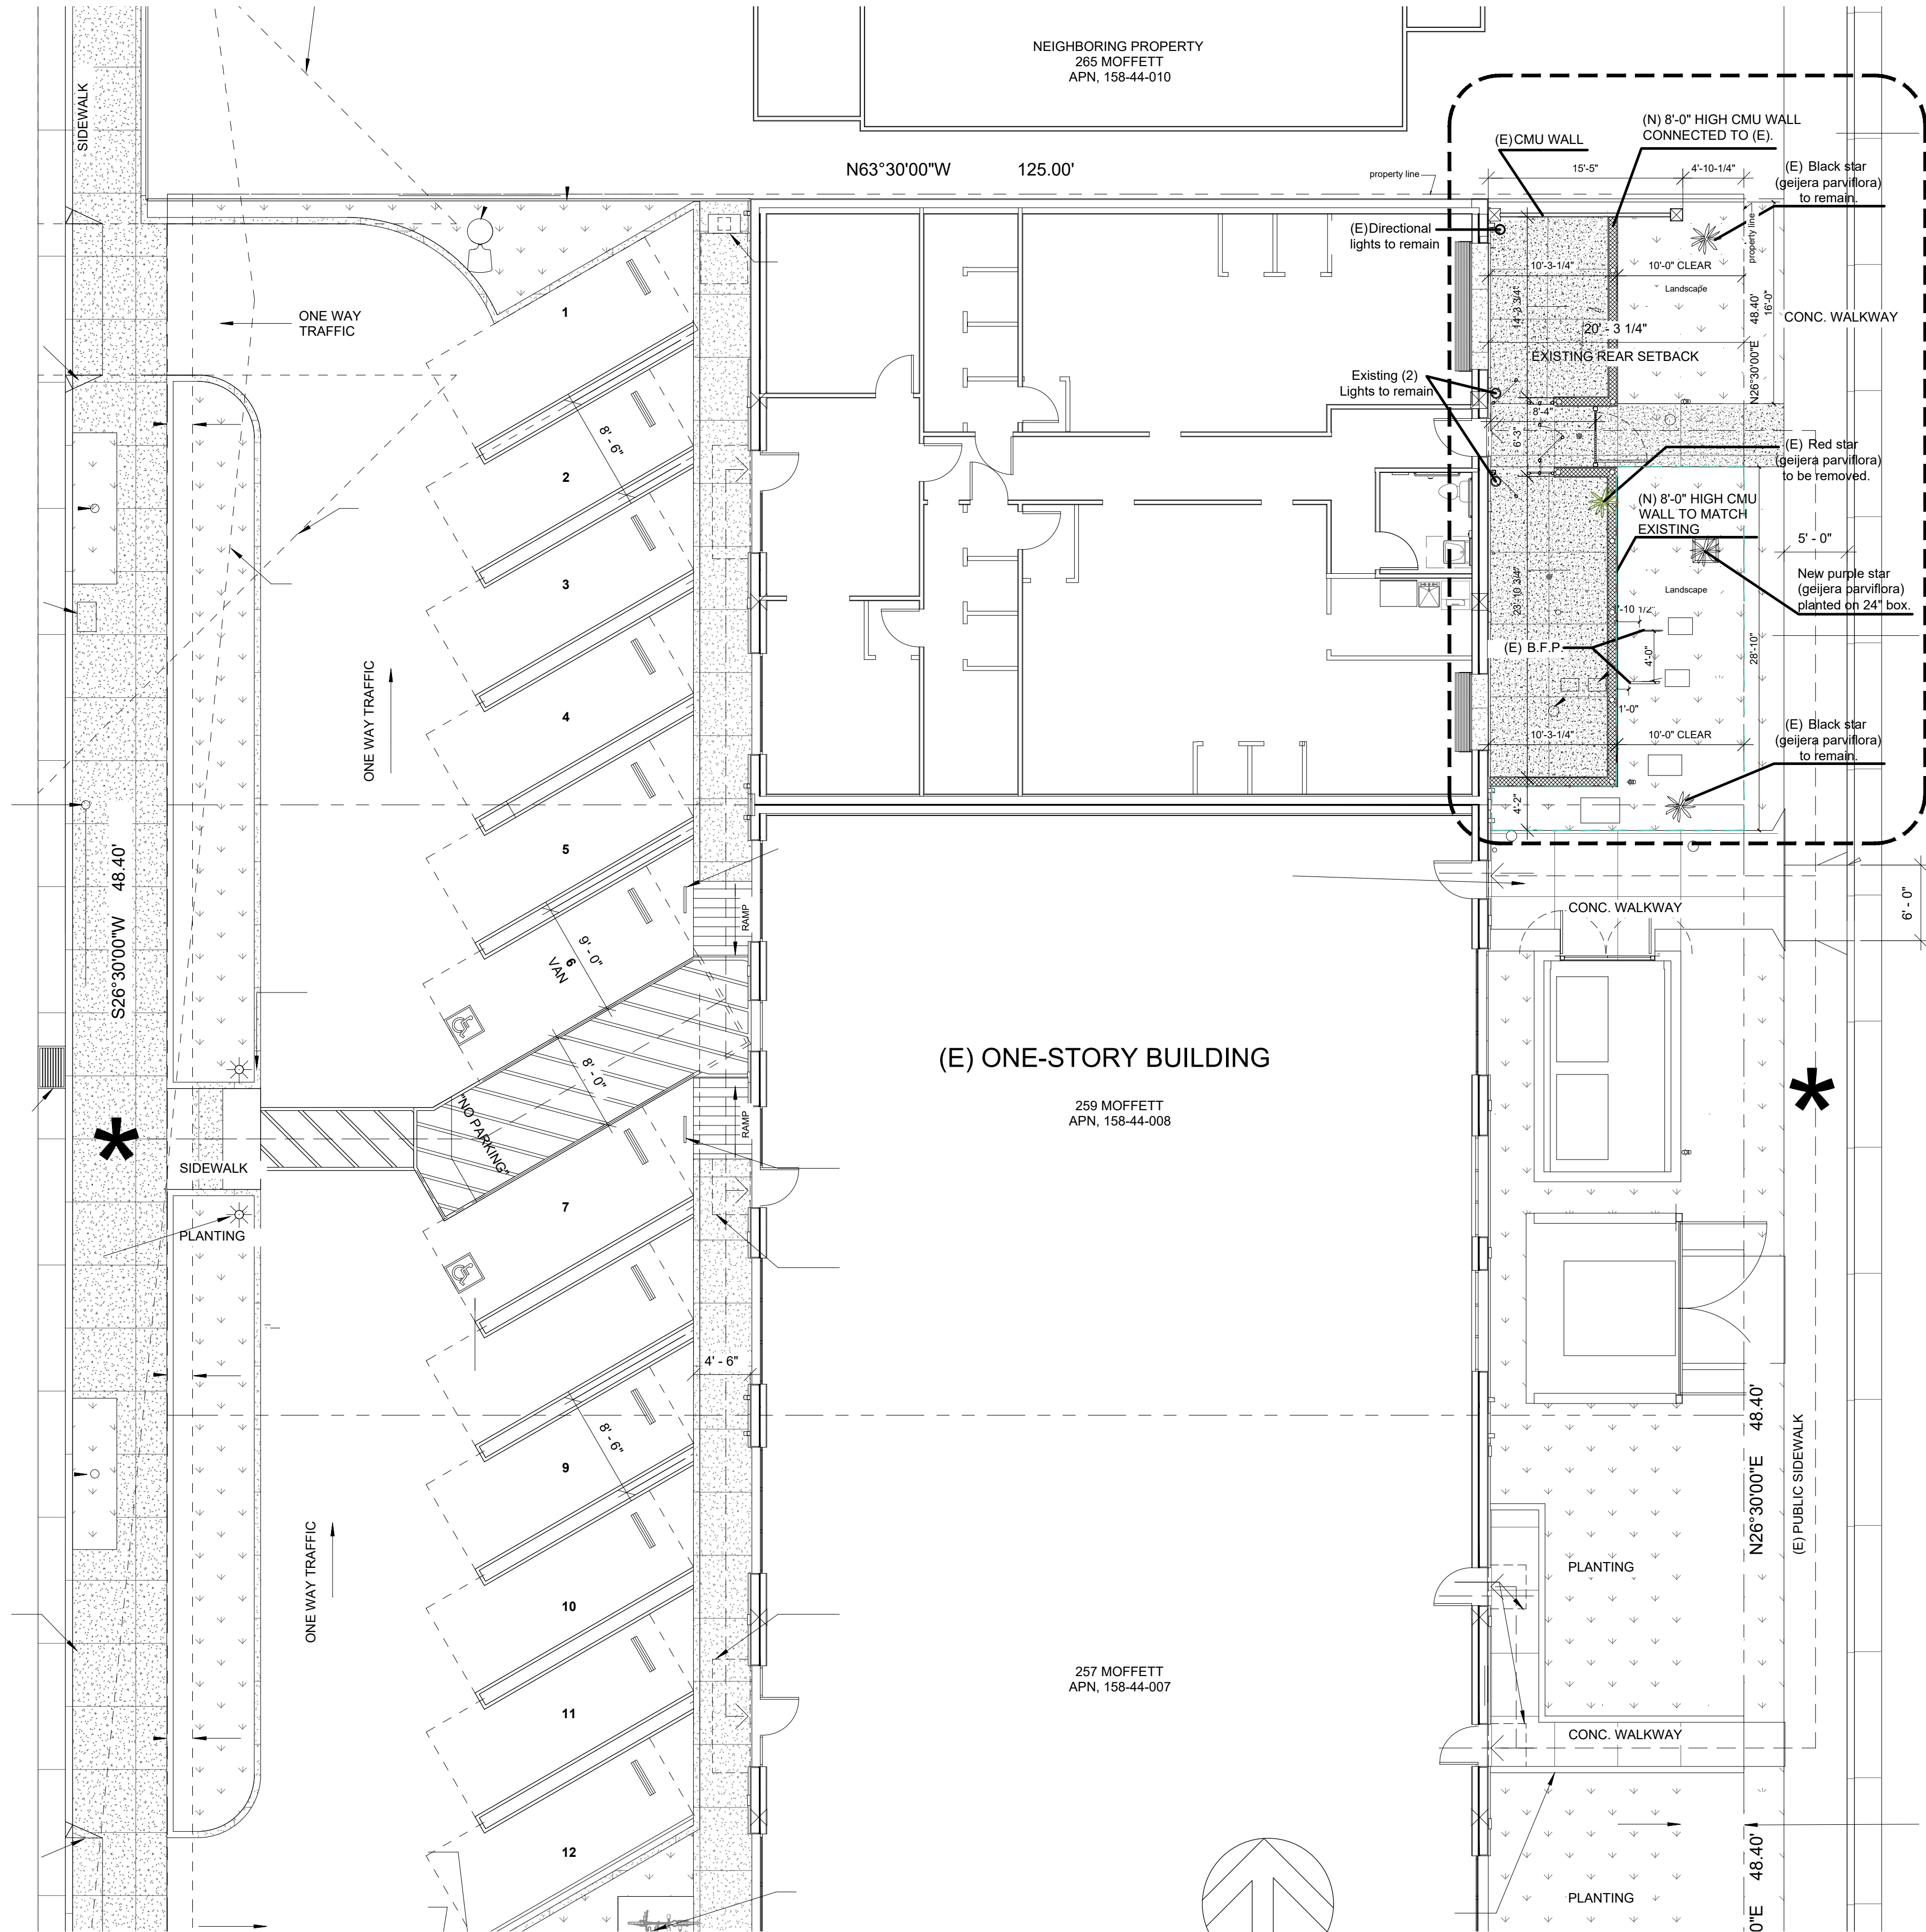 NEIGHBORING PROPERTY
265 MOFFETT
APN, 158-44-010
SIDEWALK
N63°30'00"W 125.00'
property line
(E) CMU WALL
(N) 8'-0" HIGH CMU WALL
CONNECTED TO (E).
15'-5"
4'-10-1/4"
(E) Black star
(geijera parviflora)
to remain.
(E) Directional
lights to remain
property line
10'-3-1/4"
10'-0" CLEAR
Landscape
14'-3 3/4"
20' - 3 1/4"
EXISTING REAR SETBACK
N26°30'00"E 48.40'
16'-0"
CONC. WALKWAY
ONE WAY
TRAFFIC
1
Existing (2)
Lights to remain
8'-4"
6'-3"
8' - 6"
2
(E) Red star
(geijera parviflora)
to be removed.
(N) 8'-0" HIGH CMU
WALL TO MATCH
EXISTING
5' - 0"
3
New purple star
(geijera parviflora)
planted on 24" box.
Landscape
23'-10 3/4"
'-10 1/2"
(E) B.F.P.
4'-0"
28'-10"
ONE WAY TRAFFIC
4
1'-0"
10'-3-1/4"
10'-0" CLEAR
(E) Black star
(geijera parviflora)
to remain.
4'-2"
5
S26°30'00"W 48.40'
RAMP
CONC. WALKWAY
6' - 0"
9' - 0"
6
VAN
(E) ONE-STORY BUILDING
8' - 0"
259 MOFFETT
APN, 158-44-008
"NO PARKING"
RAMP
*
*
SIDEWALK
7
PLANTING
4' - 6"
8' - 6"
9
N26°30'00"E 48.40'
(E) PUBLIC SIDEWALK
ONE WAY TRAFFIC
PLANTING
10
257 MOFFETT
APN, 158-44-007
11
CONC. WALKWAY
12
0"E 48.40'
PLANTING